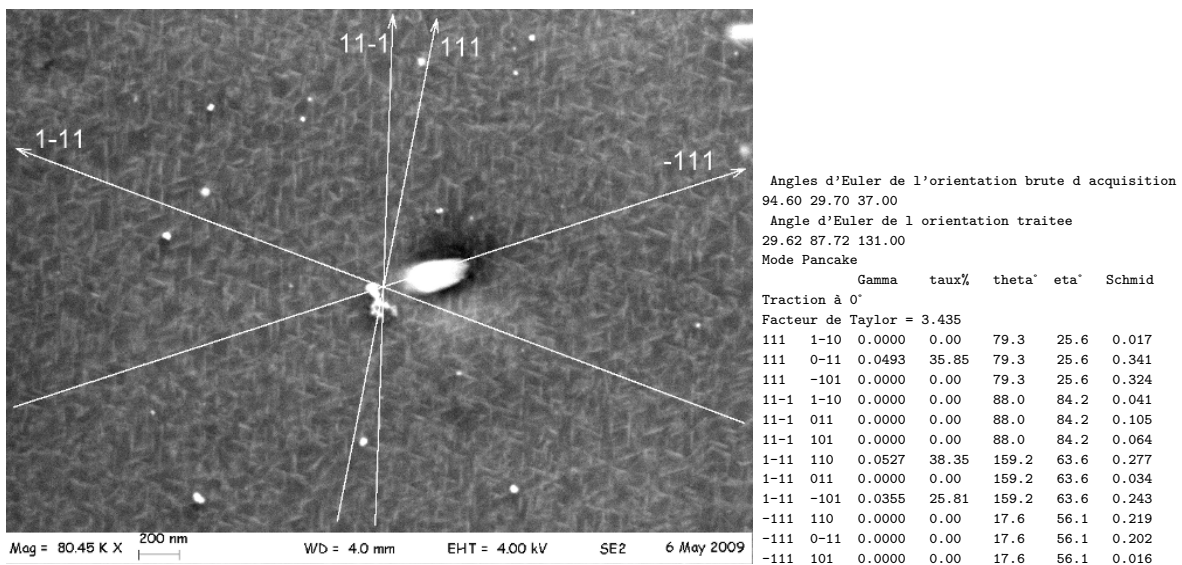 11-1 111
1-11
-111
Mag = 80.45 K X 200 nm WD = 4.0 mm EHT = 4.00 kV SE2 6 May 2009
Angles d'Euler de l'orientation brute d acquisition
94.60 29.70 37.00
Angle d'Euler de l orientation traitee
29.62 87.72 131.00
Mode Pancake
Gamma taux% theta° eta° Schmid
Traction à 0°
Facteur de Taylor = 3.435
111 1-10 0.0000 0.00 79.3 25.6 0.017
111 0-11 0.0493 35.85 79.3 25.6 0.341
111 -101 0.0000 0.00 79.3 25.6 0.324
11-1 1-10 0.0000 0.00 88.0 84.2 0.041
11-1 011 0.0000 0.00 88.0 84.2 0.105
11-1 101 0.0000 0.00 88.0 84.2 0.064
1-11 110 0.0527 38.35 159.2 63.6 0.277
1-11 011 0.0000 0.00 159.2 63.6 0.034
1-11 -101 0.0355 25.81 159.2 63.6 0.243
-111 110 0.0000 0.00 17.6 56.1 0.219
-111 0-11 0.0000 0.00 17.6 56.1 0.202
-111 101 0.0000 0.00 17.6 56.1 0.016